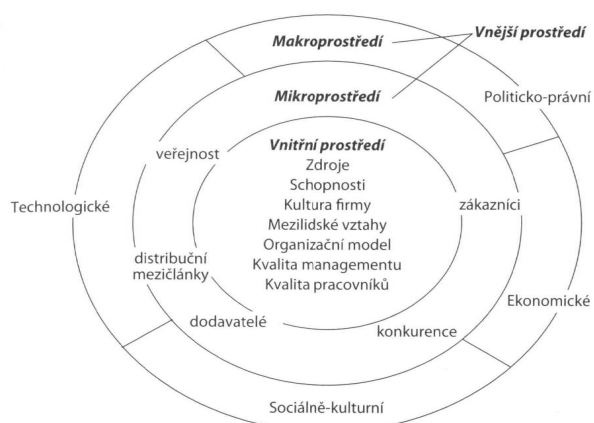 Makroprostředí
Vnější prostředí
Mikroprostředí
Politicko-právní
veřejnost
Vnitřní prostředí
Zdroje
Schopnosti
Kultura firmy
Mezilidské vztahy
Organizační model
Kvalita managementu
Kvalita pracovníků
Technologické
zákazníci
distribuční
mezičlánky
Ekonomické
dodavatelé
konkurence
Sociálně-kulturní